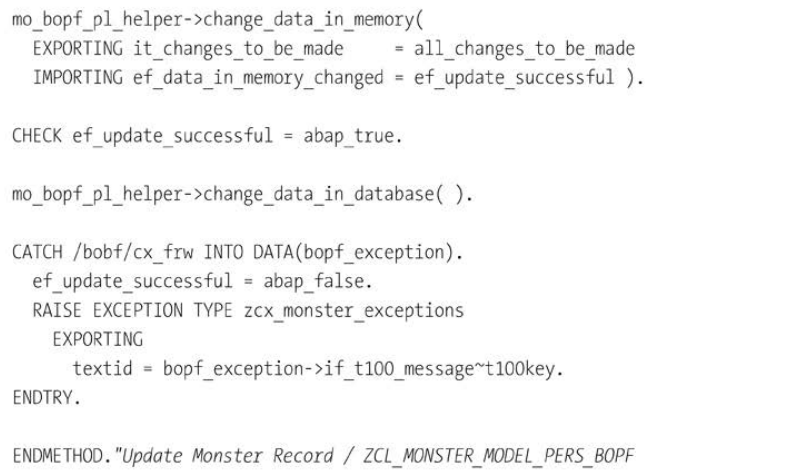 mo_bopf_pl_helper->change_data_in_memory(
  EXPORTING it_changes_to_be_made     = all_changes_to_be_made
  IMPORTING ef_data_in_memory_changed = ef_update_successful ).

CHECK ef_update_successful = abap_true.

mo_bopf_pl_helper->change_data_in_database( ).

CATCH /bobf/cx_frw INTO DATA(bopf_exception).
  ef_update_successful = abap_false.
  RAISE EXCEPTION TYPE zcx_monster_exceptions
    EXPORTING
      textid = bopf_exception->if_t100_message~t100key.
ENDTRY.

ENDMETHOD."Update Monster Record / ZCL_MONSTER_MODEL_PERS_BOPF